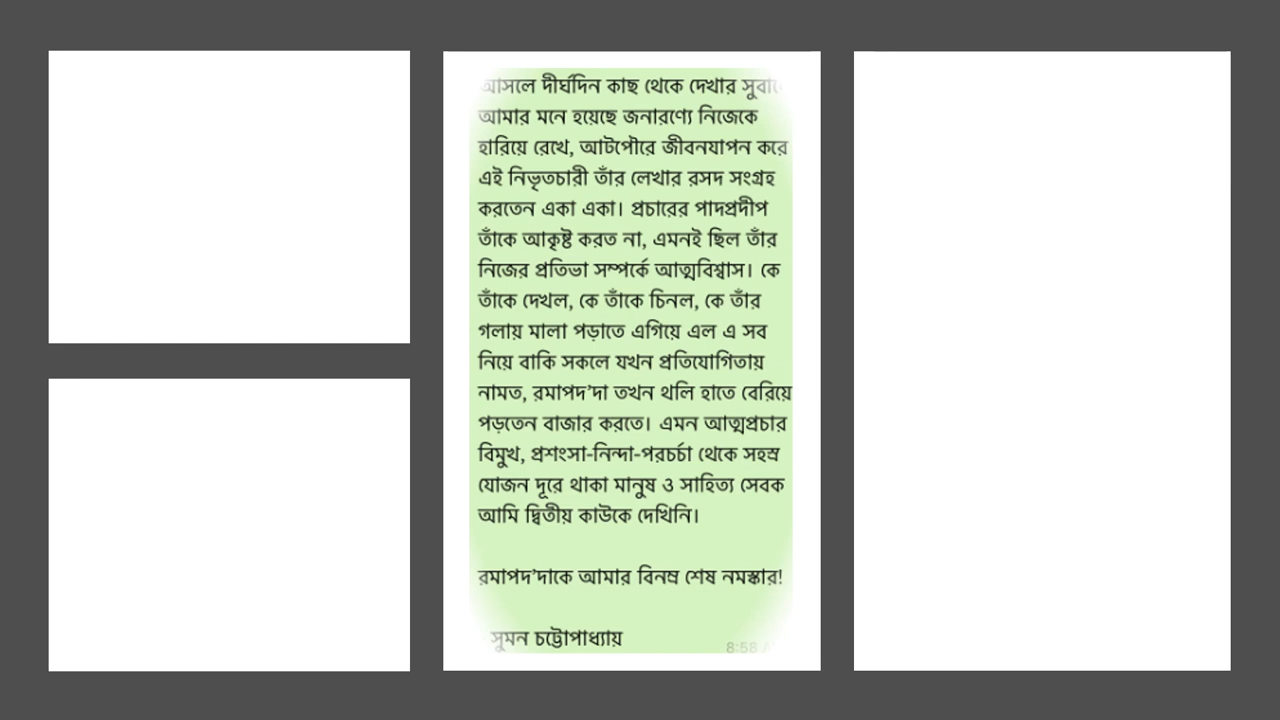 আসলে দীর্ঘদিন কাছ থেকে দেখার
আমার মনে হয়েছে জনারণ্যে নিজেকে
হারিয়ে রেখে, আটপৌরে জীবনযাপন করে
এই নিভৃতচারী তাঁর লেখার রসদ সংগ্রহ
করতেন একা একা। প্রচারের পাদপ্রদীপ
তাঁকে আকৃষ্ট করত না, এমনই ছিল তাঁর
নিজের প্রতিভা সম্পর্কে আত্মবিশ্বাস। কে
তাঁকে দেখল, কে তাঁকে চিনল, কে তাঁর
গলায় মালা পড়াতে এগিয়ে এল এ সব
নিয়ে বাকি সকলে যখন প্রতিযোগিতায়
নামত, রমাপদ’দা তখন থলি হাতে বেরিয়ে
পড়তেন বাজার করতে। এমন আত্মপ্রচার
বিমুখ, প্রশংসা-নিন্দা-পরচর্চা থেকে সহস্র
যোজন দূরে থাকা মানুষ ও সাহিত্য সেবক
আমি দ্বিতীয় কাউকে দেখিনি।
রমাপদ’দাকে আমার বিনম্র শেষ নমস্কার!
সুমন চট্টোপাধ্যায়
8:58